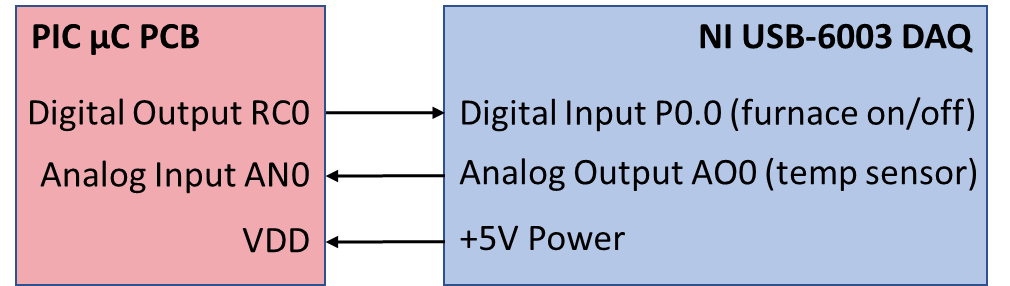 PIC µC PCB
NI USB-6003 DAQ
Digital Output RC0
Digital Input P0.0 (furnace on/off)
Analog Input AN0
Analog Output AO0 (temp sensor)
VDD
+5V Power